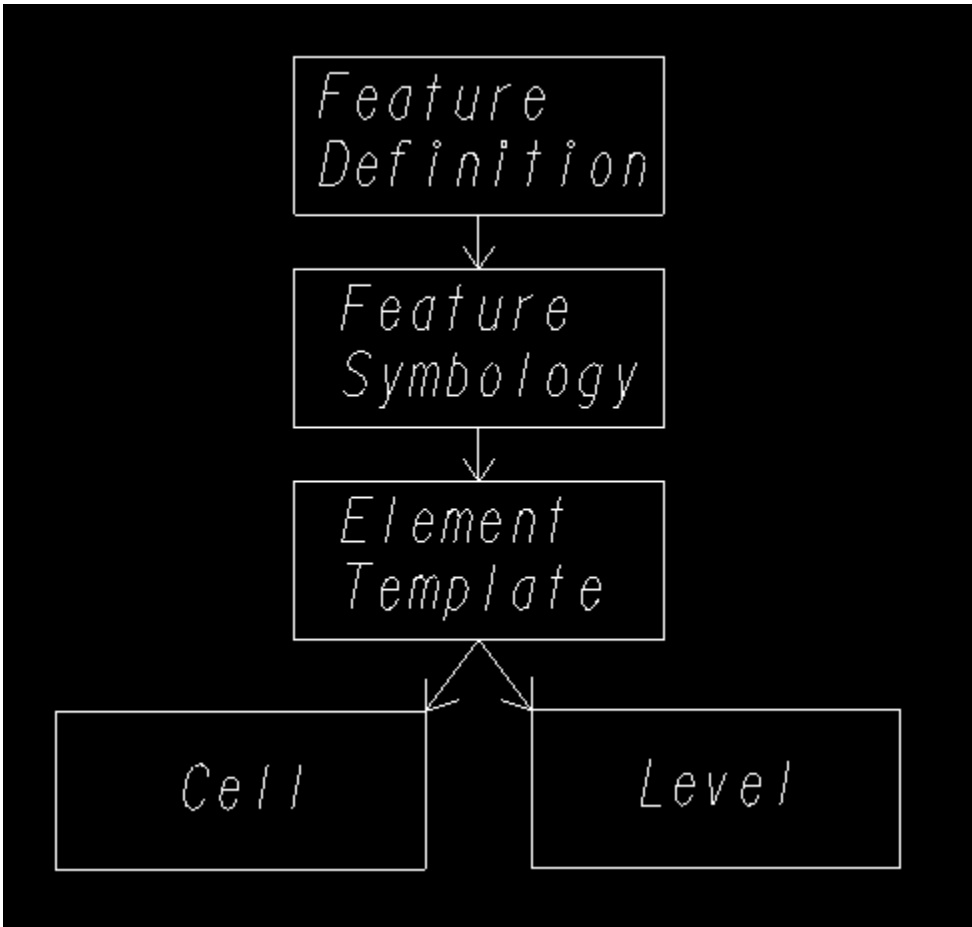 Feature
Definition
Feature
Symbology
Element
Template
Cell
Level